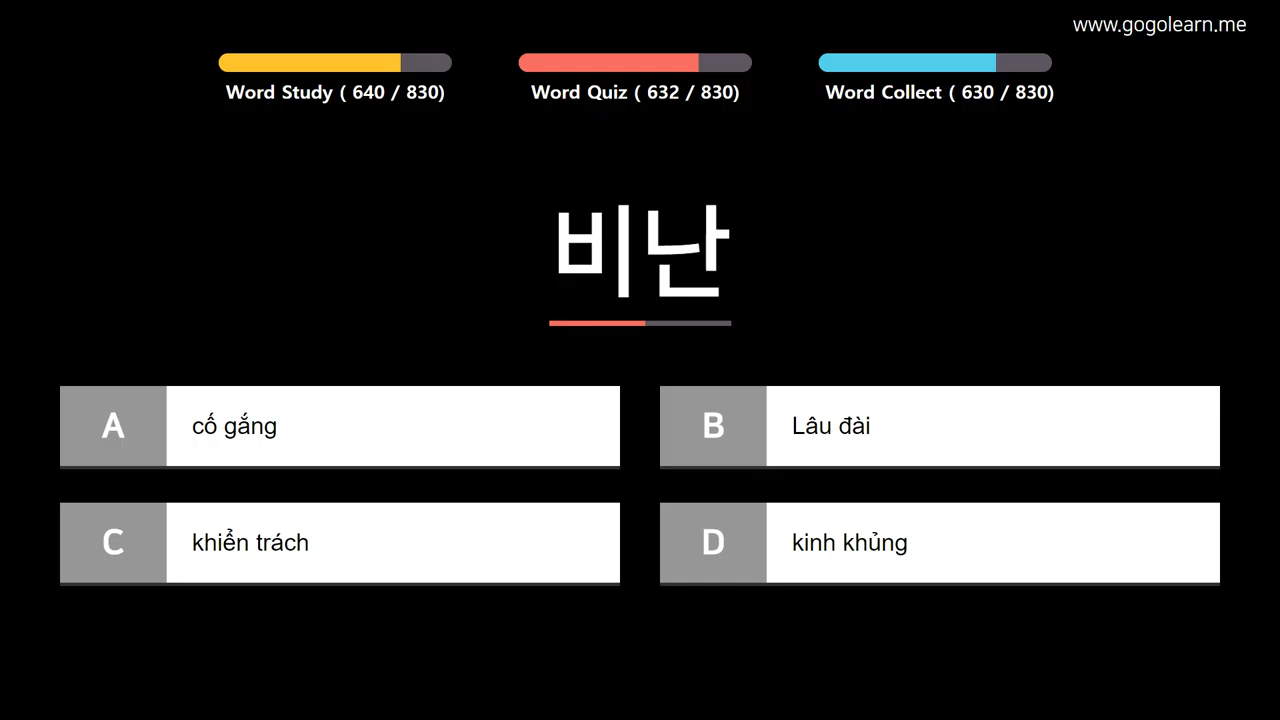 www.gogolearn.me
Word Study ( 640 / 830)
Word Quiz ( 632 / 830)
Word Collect ( 630 / 830)
비난
A
cố gắng
B
Lâu đài
C
khiển trách
D
kinh khủng